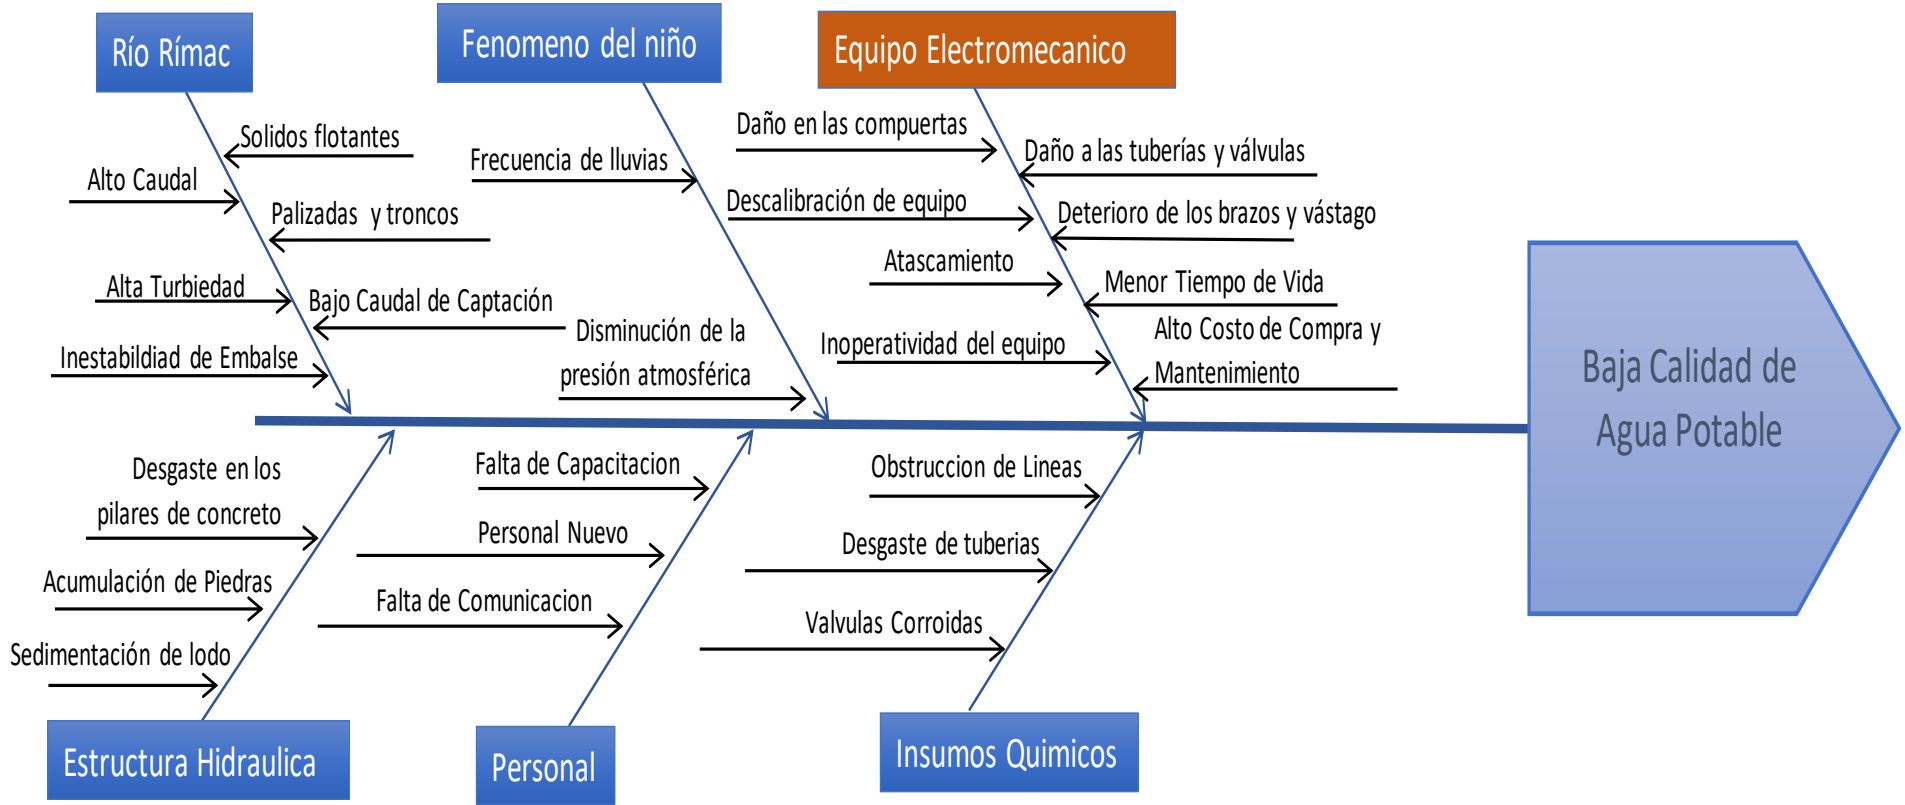 Río Rímac
Fenomeno del niño
Equipo Electromecanico
Solidos flotantes
Alto Caudal
Palizadas y troncos
Alta Turbiedad
Bajo Caudal de Captación
Inestabildiad de Embalse
Frecuencia de lluvias
Disminución de la
presión atmosférica
Daño en las compuertas
Daño a las tuberías y válvulas
Descalibración de equipo
Deterioro de los brazos y vástago
Atascamiento
Menor Tiempo de Vida
Inoperatividad del equipo
Alto Costo de Compra y
Mantenimiento
Baja Calidad de
Agua Potable
Desgaste en los
pilares de concreto
Acumulación de Piedras
Sedimentación de lodo
Falta de Capacitacion
Personal Nuevo
Falta de Comunicacion
Obstruccion de Lineas
Desgaste de tuberias
Valvulas Corroidas
Estructura Hidraulica
Personal
Insumos Quimicos